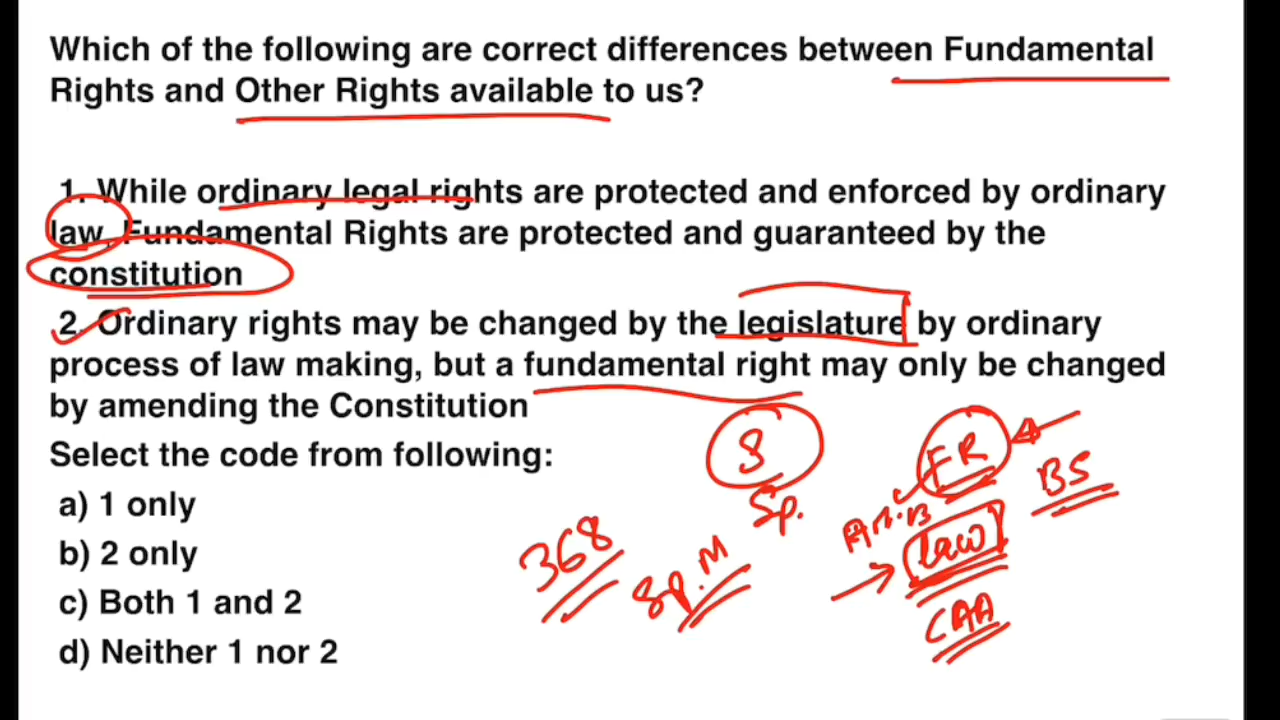 Which of the following are correct differences between Fundamental
Rights and Other Rights available to us?
1. While ordinary legal rights are protected and enforced by ordinary
law, Fundamental Rights are protected and guaranteed by the
constitution
2. Ordinary rights may be changed by the legislature by ordinary
process of law making, but a fundamental right may only be changed
by amending the Constitution
Select the code from following:
a) 1 only
b) 2 only
c) Both 1 and 2
d) Neither 1 nor 2
8
Sp.
368
Sp. M
FR
BS
law
CAA